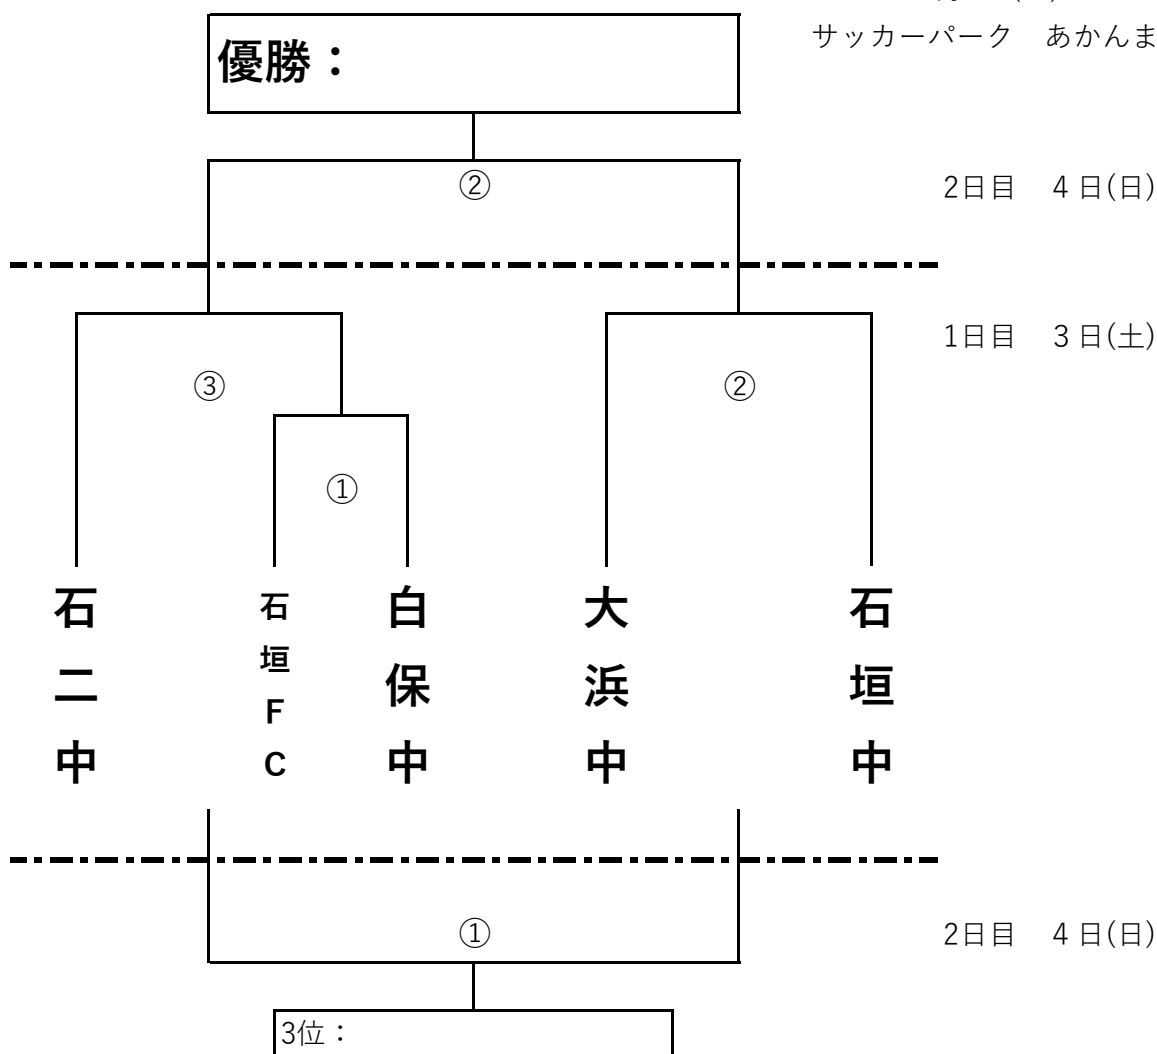 サッカーパーク　あかんま
優勝：
②
2日目　４日(日)
1日目　３日(土)
③
②
①
石二中
石垣FC
白保中
大浜中
石垣中
①
2日目　４日(日)
3位：